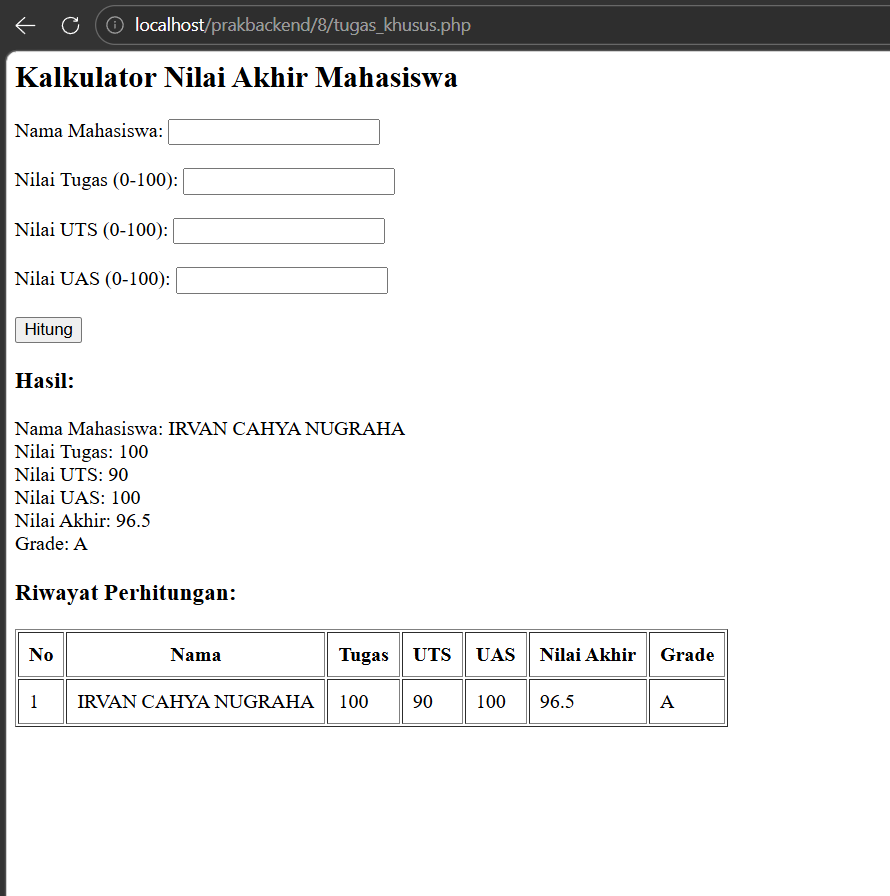 localhost/prakbackend/8/tugas_khusus.php
Kalkulator Nilai Akhir Mahasiswa
Nama Mahasiswa:
Nilai Tugas (0-100):
Nilai UTS (0-100):
Nilai UAS (0-100):
Hitung
Hasil:
Nama Mahasiswa: IRVAN CAHYA NUGRAHA
Nilai Tugas: 100
Nilai UTS: 90
Nilai UAS: 100
Nilai Akhir: 96.5
Grade: A
Riwayat Perhitungan:
No Nama Tugas UTS UAS Nilai Akhir Grade
1 IRVAN CAHYA NUGRAHA 100 90 100 96.5 A